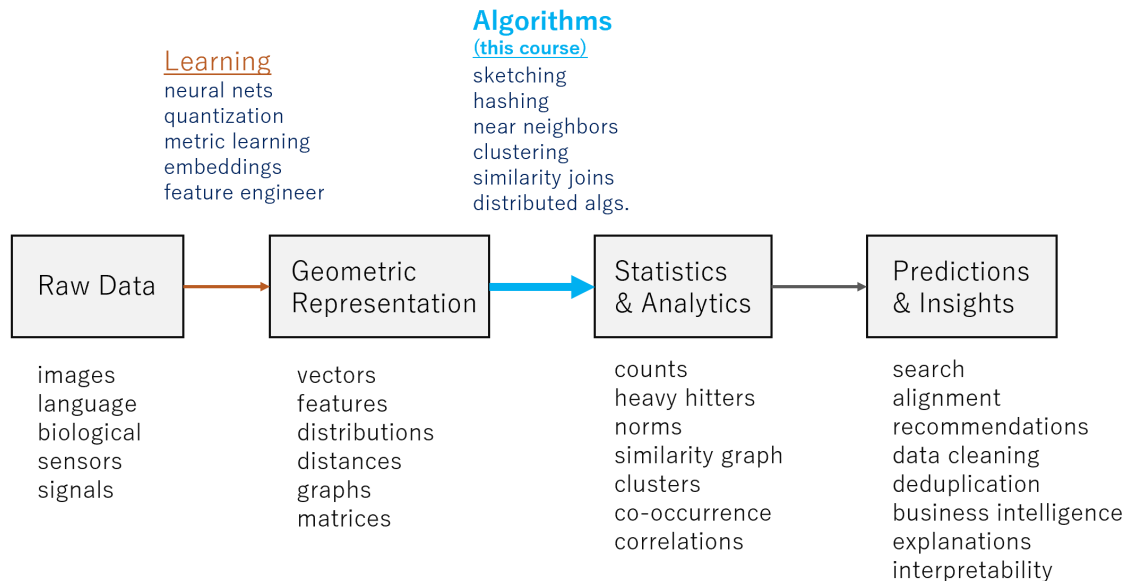 Algorithms
(this course)
sketching
hashing
near neighbors
clustering
similarity joins
distributed algs.
Learning
neural nets
quantization
metric learning
embeddings
feature engineer
Raw Data
images
language
biological
sensors
signals
Geometric
Representation
vectors
features
distributions
distances
graphs
matrices
Statistics
& Analytics
counts
heavy hitters
norms
similarity graph
clusters
co-occurrence
correlations
Predictions
& Insights
search
alignment
recommendations
data cleaning
deduplication
business intelligence
explanations
interpretability